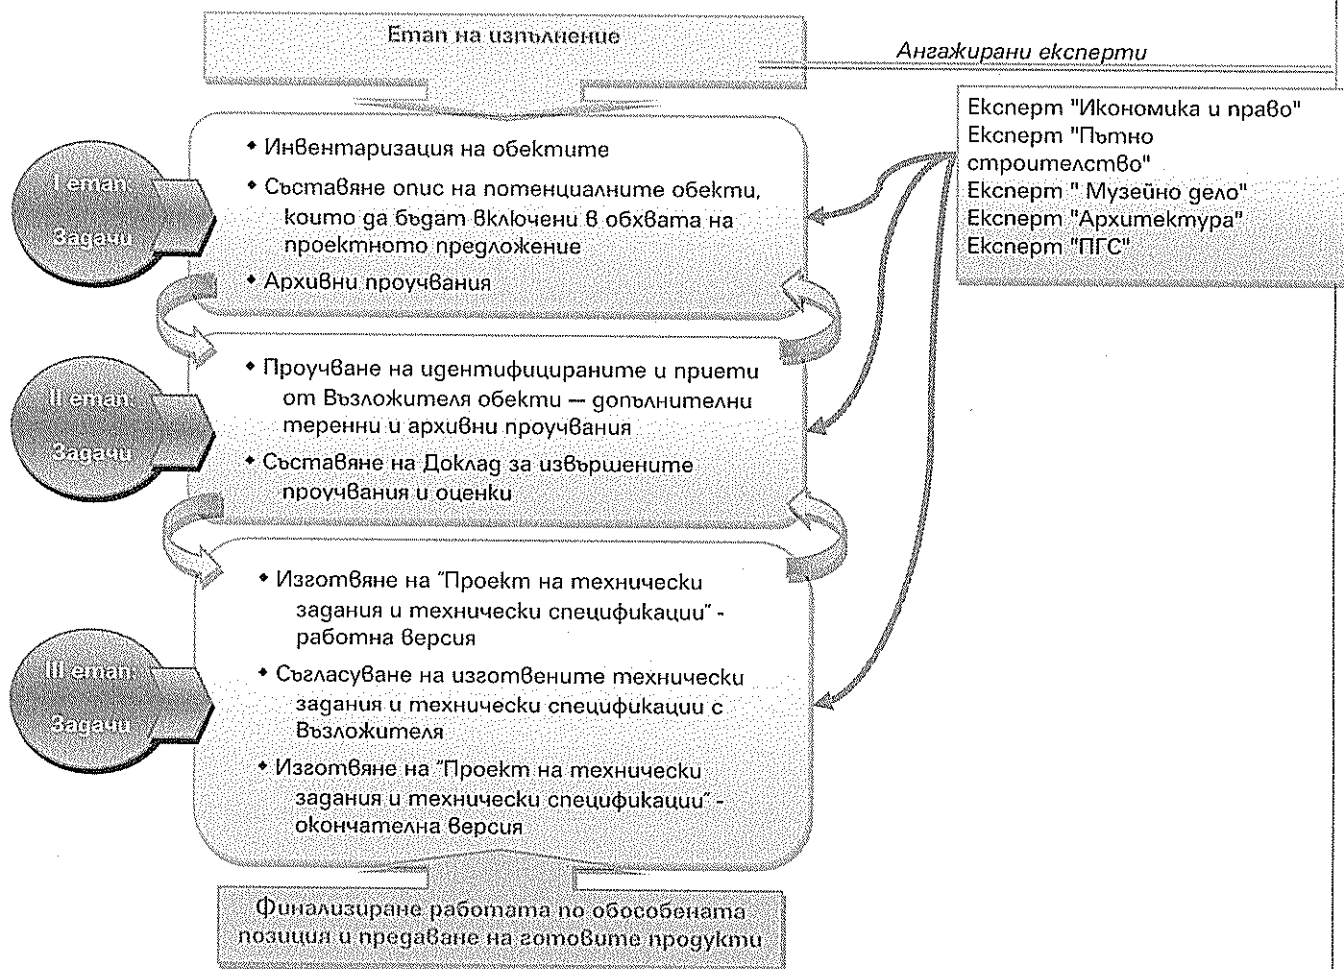 Етап на изпълнение
Ангажирани експерти
Експерт "Икономика и право"
Експерт "Пътно
строителство"
Експерт " Музейно дело"
Експерт "Архитектура"
Експерт "ПГС"
I етап:
Задачи
• Инвентаризация на обектите
• Съставяне опис на потенциалните обекти,
които да бъдат включени в обхвата на
проектното предложение
• Архивни проучвания
II етап:
Задачи
• Проучване на идентифицираните и приети
от Възложителя обекти — допълнителни
теренни и архивни проучвания
• Съставяне на Доклад за извършените
проучвания и оценки
III етап:
Задачи
• Изготвяне на "Проект на технически
задания и технически спецификации" -
работна версия
• Съгласуване на изготвените технически
задания и технически спецификации с
Възложителя
• Изготвяне на "Проект на технически
задания и технически спецификации" -
окончателна версия
Финализиране работата по обособената
позиция и предаване на готовите продукти